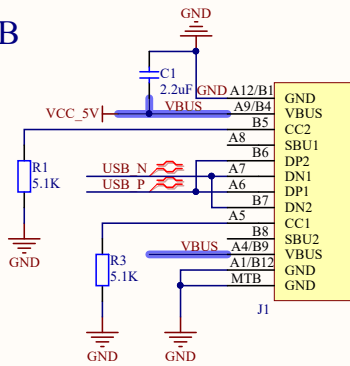 GND
B
C1
2.2uF
GND A12/B1 GND
VCC_5V VBUS A9/B4 VBUS
B5 CC2
A8 SBU1
B6 DP2
R1
5.1K
USB_N A7 DN1
USB_P A6 DP1
B7 DN2
A5 CC1
B8 SBU2
GND
VBUS A4/B9 VBUS
R3
5.1K
A1/B12 GND
MTB GND
J1
GND GND